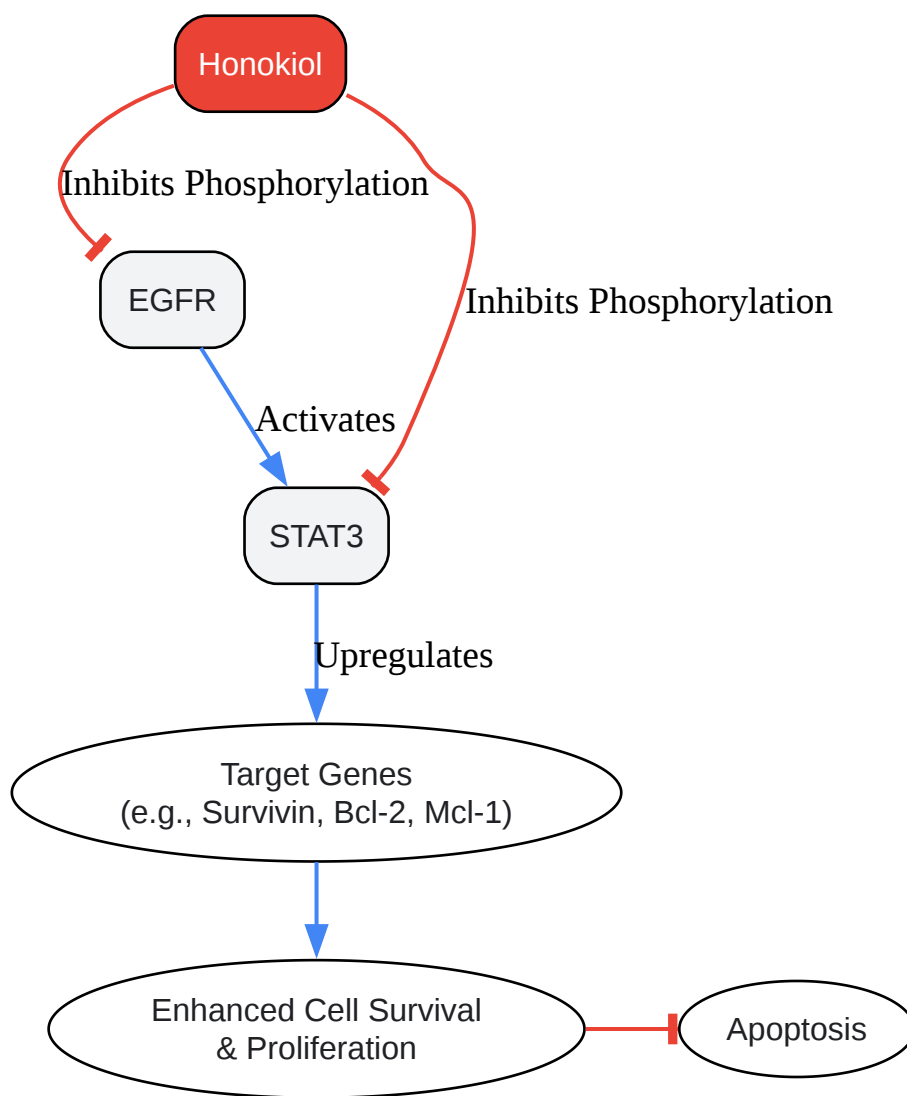 Honokiol
Inhibits Phosphorylation
EGFR
Inhibits Phosphorylation
Activates
STAT3
Upregulates
Target Genes
(e.g., Survivin, Bcl-2, Mcl-1)
Enhanced Cell Survival
& Proliferation
Apoptosis